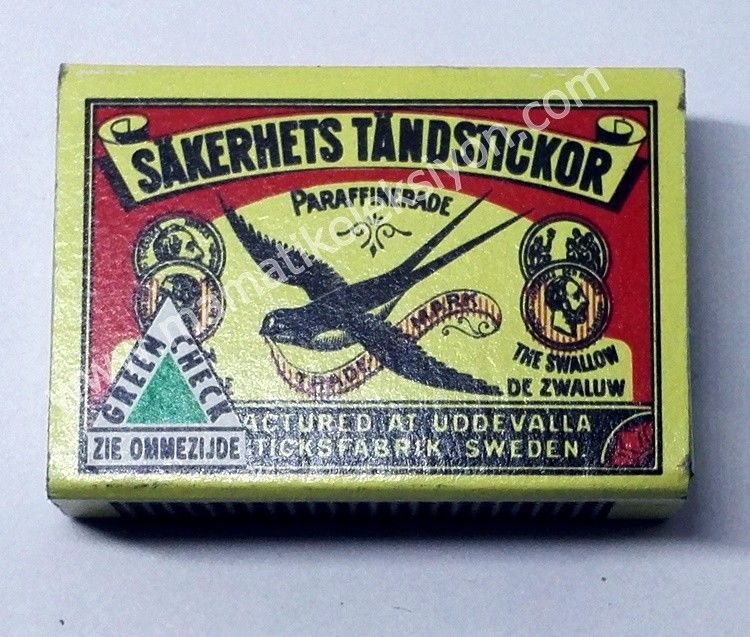 SÄKERHETS TÄNDSTICKOR
PARAFFINERADE
TRADE MARK
THE SWALLOW
DE ZWALUW
GREEN CHECK
ZIE OMMEZIJDE
ACTURED AT UDDEVALLA
TICKSFABRIK SWEDEN